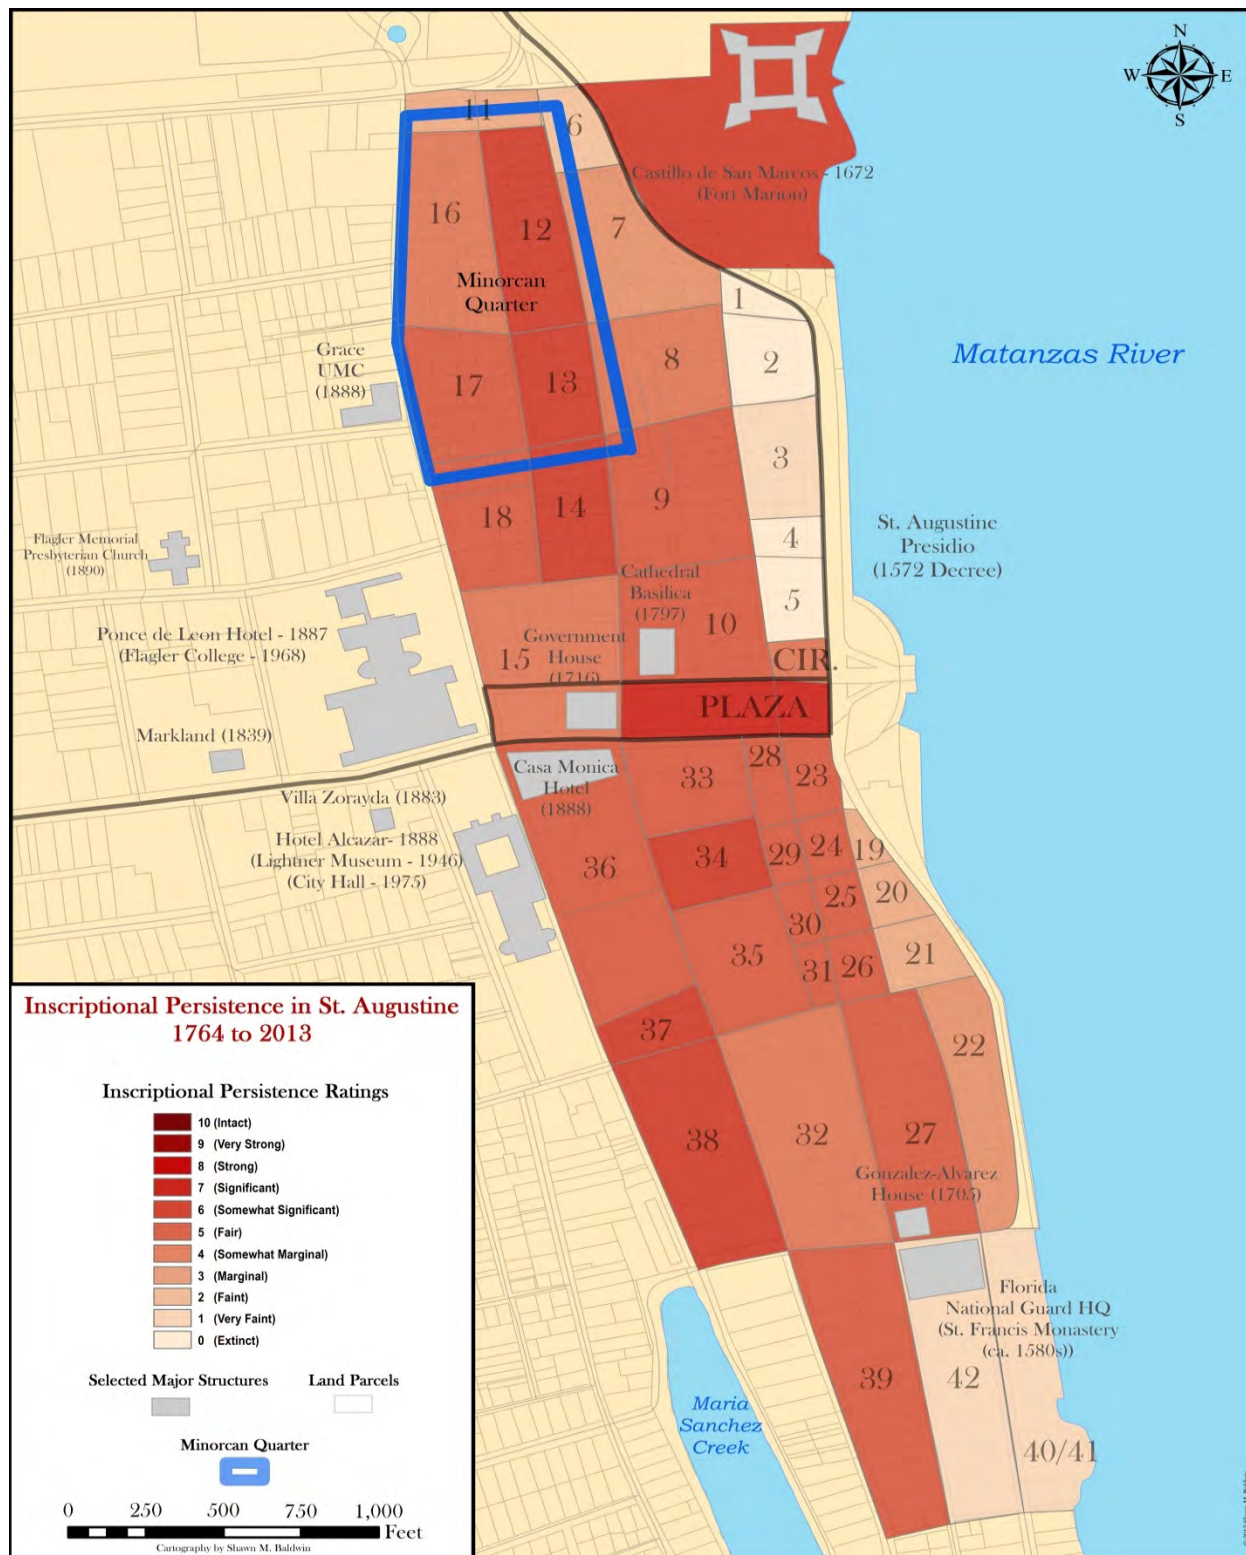 N
W E
S
11
6
Castillo de San Marcos - 1672
(Fort Marion)
16
12
7
Minorcan
Quarter
1
2
Matanzas River
Grace
UMC
(1888)
8
17
13
3
9
18
14
4
St. Augustine
Presidio
(1572 Decree)
Flagler Memorial
Presbyterian Church
(1890)
Cathedral
Basilica
(1797)
5
10
Ponce de Leon Hotel - 1887
(Flagler College - 1968)
Government
House
(1716)
15
CIR.
PLAZA
Markland (1839)
28
Casa Monica
Hotel
(1888)
33
23
Villa Zorayda (1883)
Hotel Alcazar- 1888
(Lightner Museum - 1946)
(City Hall - 1975)
36
34
29
24
19
25
20
30
35
31
26
21
37
22
38
32
27
Gonzalez-Alvarez
House (1705)
Florida
National Guard HQ
(St. Francis Monastery
(ca. 1580s))
39
42
40/41
Maria
Sanchez
Creek
Inscriptional Persistence in St. Augustine
1764 to 2013
Inscriptional Persistence Ratings
10 (Intact)
9 (Very Strong)
8 (Strong)
7 (Significant)
6 (Somewhat Significant)
5 (Fair)
4 (Somewhat Marginal)
3 (Marginal)
2 (Faint)
1 (Very Faint)
0 (Extinct)
Selected Major Structures Land Parcels
Minorcan Quarter
0 250 500 750 1,000
Feet
Cartography by Shawn M. Baldwin